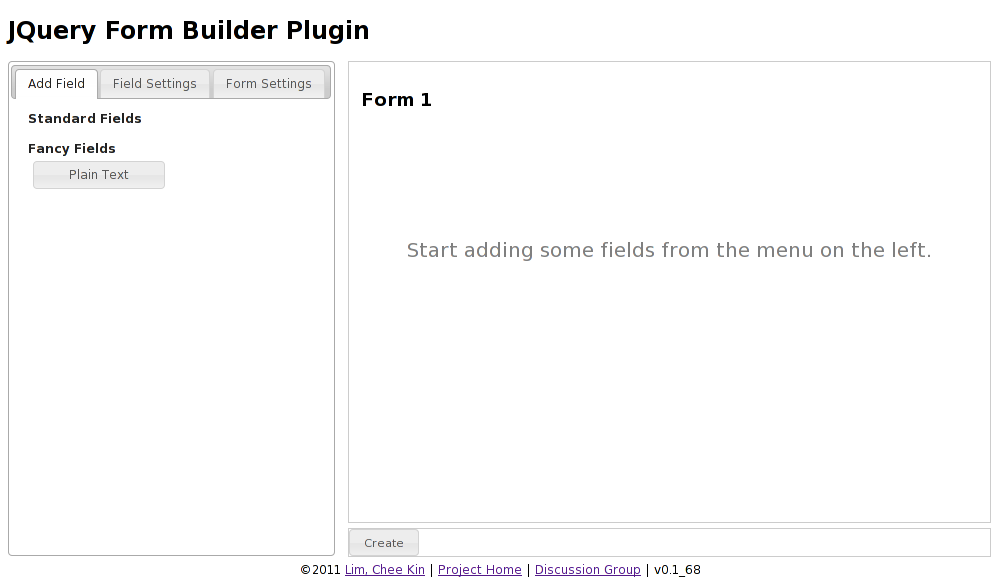 JQuery Form Builder Plugin
Add Field Field Settings Form Settings
Standard Fields
Fancy Fields
Plain Text
Form 1
Start adding some fields from the menu on the left.
Create
©2011 Lim, Chee Kin | Project Home | Discussion Group | v0.1_68